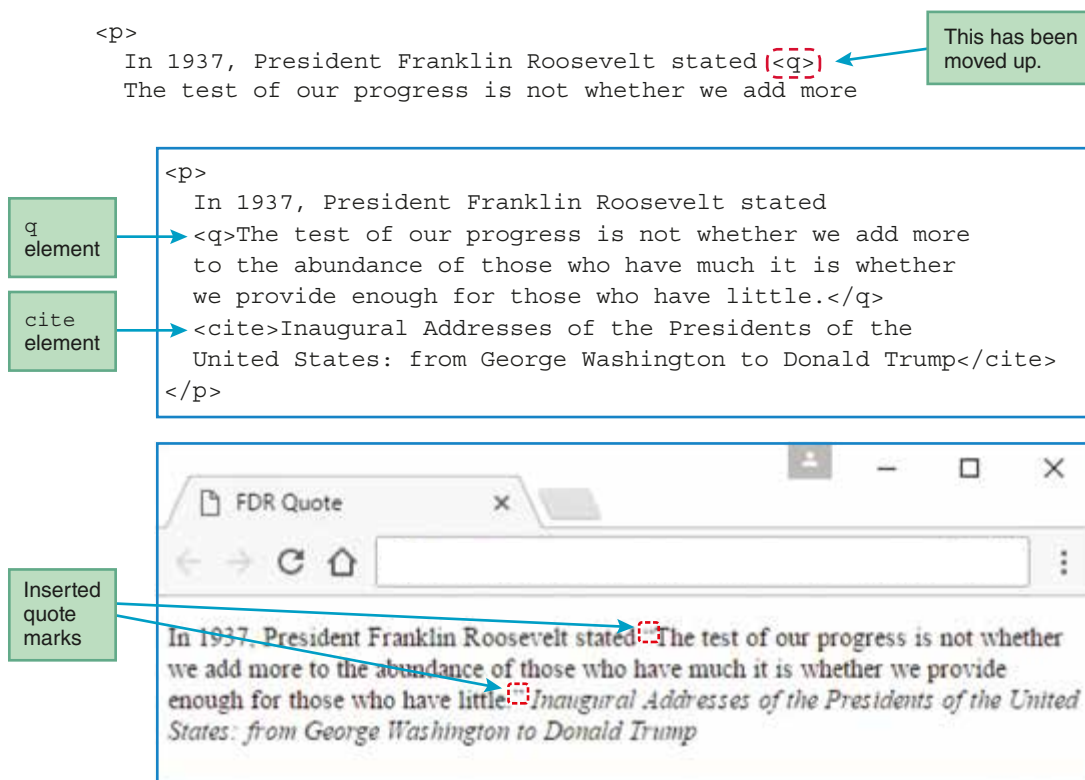 <p>
In 1937, President Franklin Roosevelt stated <q>
This has been
moved up.
The test of our progress is not whether we add more
<p>
In 1937, President Franklin Roosevelt stated
q
element
<q>The test of our progress is not whether we add more
to the abundance of those who have much it is whether
we provide enough for those who have little.</q>
cite
element
<cite>Inaugural Addresses of the Presidents of the
United States: from George Washington to Donald Trump</cite>
</p>
FDR Quote
Inserted
quote
marks
In 1937, President Franklin Roosevelt stated “The test of our progress is not whether
we add more to the abundance of those who have much it is whether we provide
enough for those who have little.” Inaugural Addresses of the Presidents of the United
States: from George Washington to Donald Trump